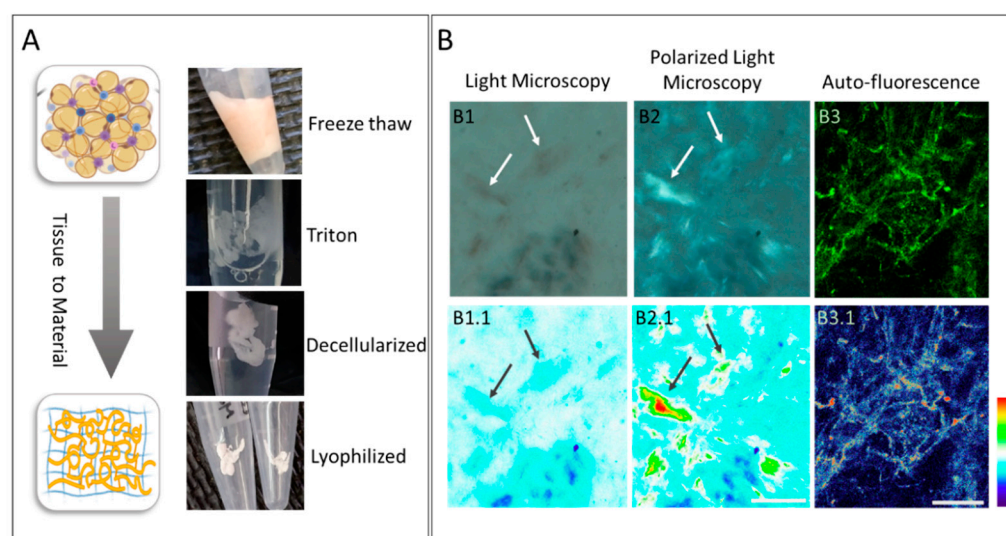 A
Freeze thaw
Triton
Decellularized
Lyophilized
Tissue to Material
B
Light Microscopy
Polarized Light
Microscopy
Auto-fluorescence
B1
B2
B3
B1.1
B2.1
B3.1